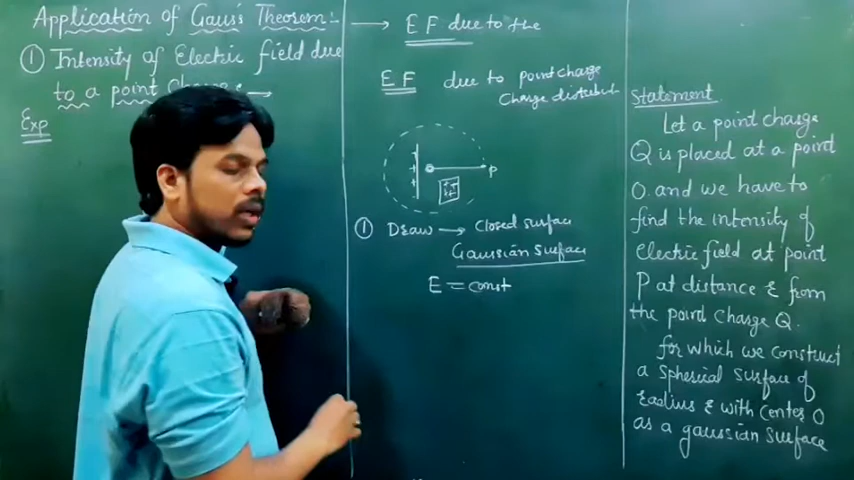 Application of Gauss' Theorem:-
① Intensity of Electric field due
to a point charge →
Exp
→ EF due to the
EF due to point charge
charge distribut
P
① Draw → closed surface
Gaussian surface
E = const
Statement
Let a point charge
Q is placed at a point
O and we have to
find the intensity of
Electric field at point
P at distance r from
the point charge Q.
for which we construct
a spherical surface of
radius r with center O
as a gaussian surface